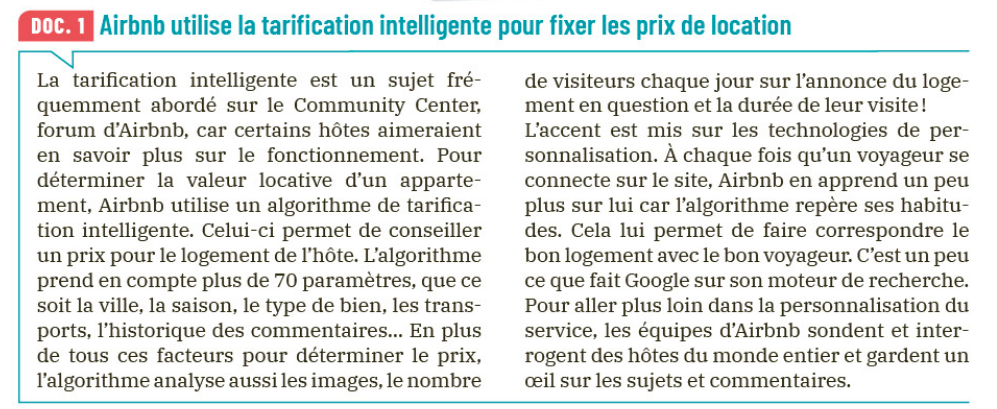 DOC. 1 Airbnb utilise la tarification intelligente pour fixer les prix de location
La tarification intelligente est un sujet fré-
quemment abordé sur le Community Center,
forum d’Airbnb, car certains hôtes aimeraient
en savoir plus sur le fonctionnement. Pour
déterminer la valeur locative d’un apparte-
ment, Airbnb utilise un algorithme de tarifica-
tion intelligente. Celui-ci permet de conseiller
un prix pour le logement de l’hôte. L’algorithme
prend en compte plus de 70 paramètres, que ce
soit la ville, la saison, le type de bien, les trans-
ports, l’historique des commentaires... En plus
de tous ces facteurs pour déterminer le prix,
l’algorithme analyse aussi les images, le nombre
de visiteurs chaque jour sur l’annonce du loge-
ment en question et la durée de leur visite !
L’accent est mis sur les technologies de per-
sonnalisation. À chaque fois qu’un voyageur se
connecte sur le site, Airbnb en apprend un peu
plus sur lui car l’algorithme repère ses habitu-
des. Cela lui permet de faire correspondre le
bon logement avec le bon voyageur. C’est un peu
ce que fait Google sur son moteur de recherche.
Pour aller plus loin dans la personnalisation du
service, les équipes d’Airbnb sondent et inter-
rogent des hôtes du monde entier et gardent un
œil sur les sujets et commentaires.